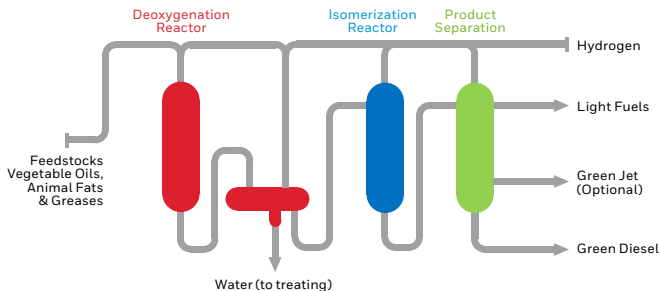 Deoxygenation
Reactor
Isomerization
Reactor
Product
Separation
Hydrogen
Light Fuels
Feedstocks
Vegetable Oils,
Animal Fats
& Greases
Green Jet
(Optional)
Green Diesel
Water (to treating)